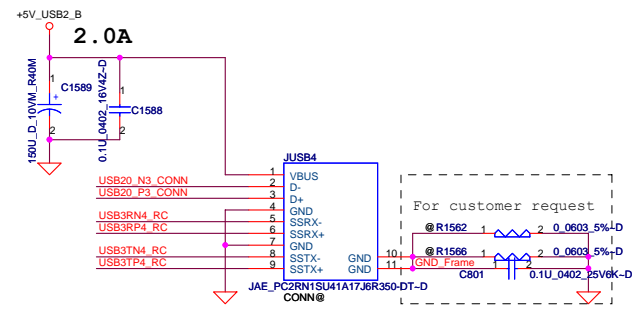 +5V_USB2_B
2.0A
1
C1589
+
2
150U_D_10VM_R40M
1
C1588
2
0.1U_0402_16V4Z~D
JUSB4
1 VBUS
USB20_N3_CONN 2 D-
USB20_P3_CONN 3 D+
4 GND
USB3RN4_RC 5 SSRX-
USB3RP4_RC 6 SSRX+
7 GND
USB3TN4_RC 8 SSTX- GND 10
USB3TP4_RC 9 SSTX+ GND 11
JAE_PC2RN1SU41A17J6R350-DT~D
CONN@
For customer request
@ R1562 1 2 0_0603_5%~D
@ R1566 1 2 0_0603_5%~D
GND_Frame 1 2
C801 0.1U_0402_25V6K~D